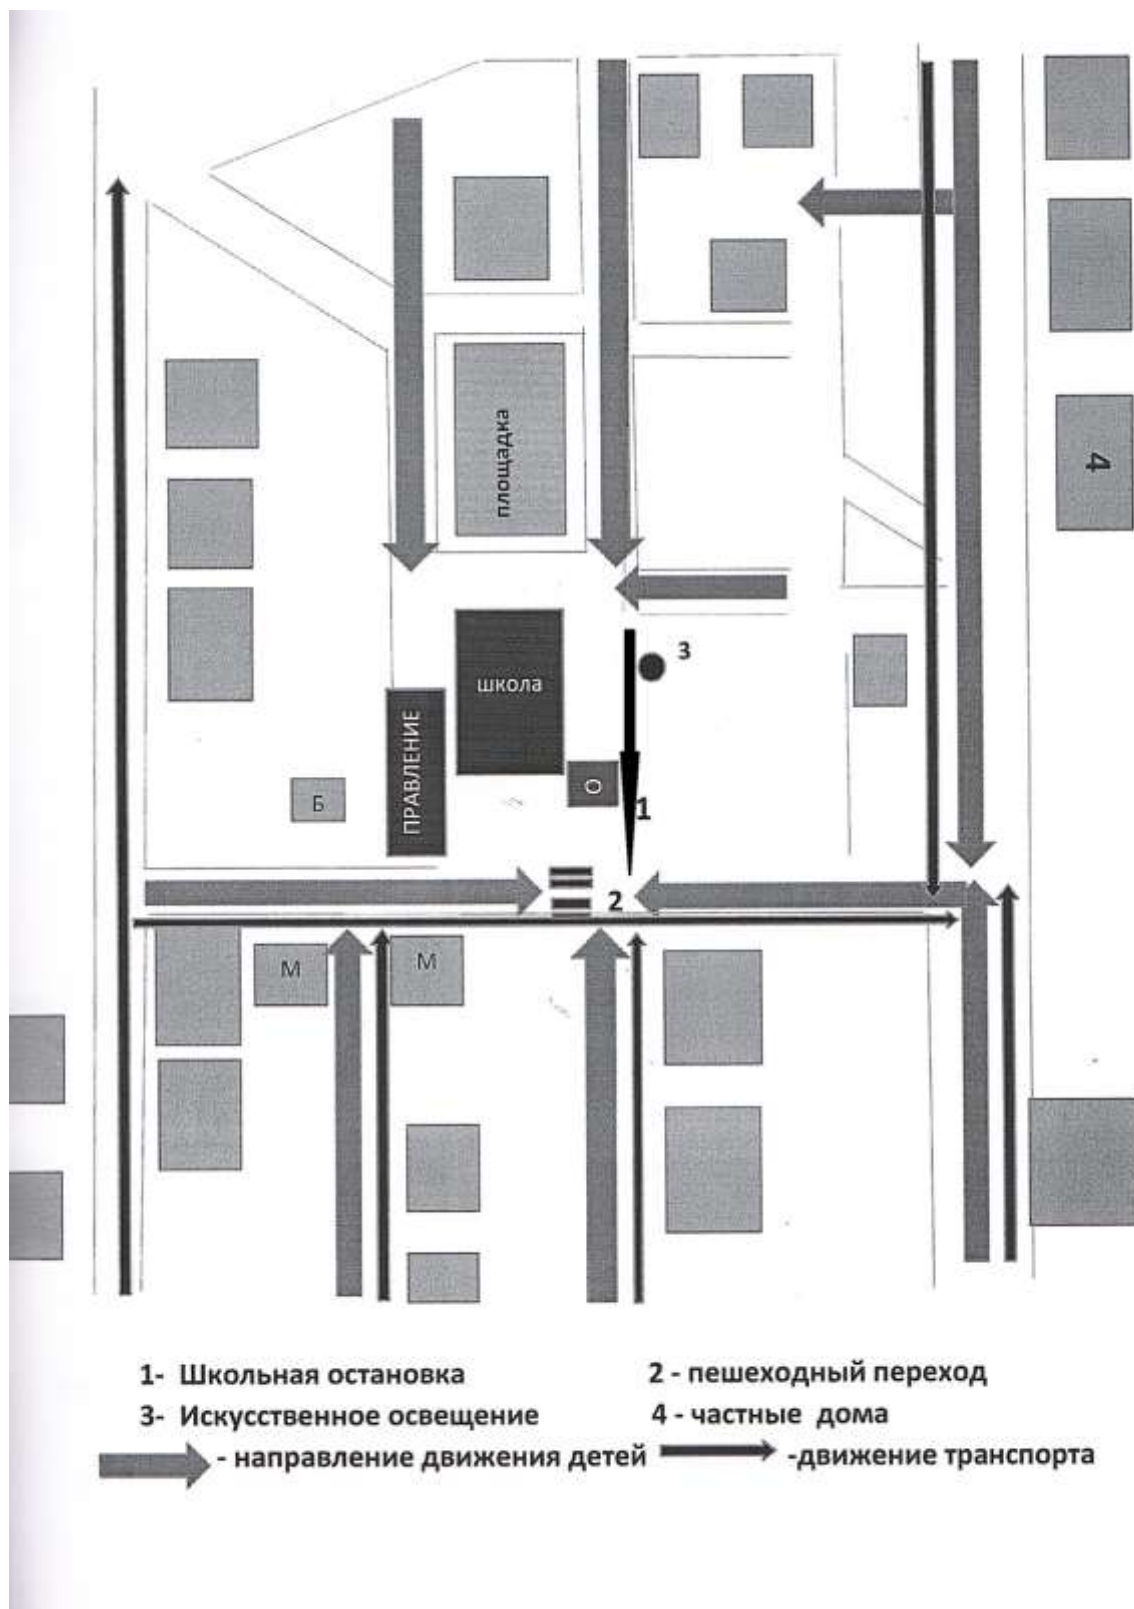 площадка
4
3
школа
ПРАВЛЕНИЕ
О
Б
1
2
М
М
1- Школьная остановка
2 - пешеходный переход
3- Искусственное освещение
4 - частные дома
- направление движения детей
-движение транспорта